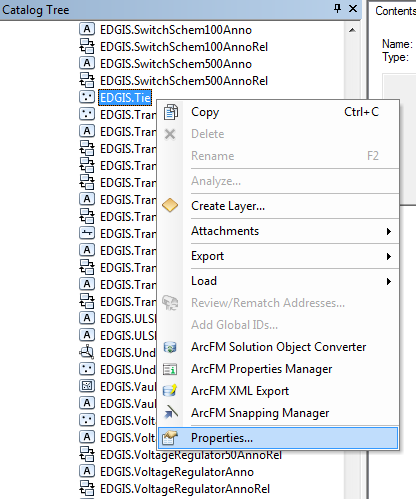 Catalog Tree
Contents
Name:
Type:
EDGIS.SwitchSchem100Anno
EDGIS.SwitchSchem100AnnoRel
EDGIS.SwitchSchem500Anno
EDGIS.SwitchSchem500AnnoRel
EDGIS.Tie
EDGIS.Tran
EDGIS.Tran
EDGIS.Tran
EDGIS.Tran
EDGIS.Tran
EDGIS.Tran
EDGIS.Tran
EDGIS.Tran
EDGIS.Tran
EDGIS.Tran
EDGIS.Tran
EDGIS.Tran
EDGIS.ULS
EDGIS.ULS
EDGIS.Und
EDGIS.Und
EDGIS.Vaul
EDGIS.Vaul
EDGIS.Volt
EDGIS.Volt
EDGIS.VoltageRegulator50AnnoRel
EDGIS.VoltageRegulatorAnno
EDGIS.VoltageRegulatorAnnoRel
Copy Ctrl+C
Delete
Rename F2
Analyze...
Create Layer...
Attachments
Export
Load
Review/Rematch Addresses...
Add Global IDs...
ArcFM Solution Object Converter
ArcFM Properties Manager
ArcFM XML Export
ArcFM Snapping Manager
Properties...